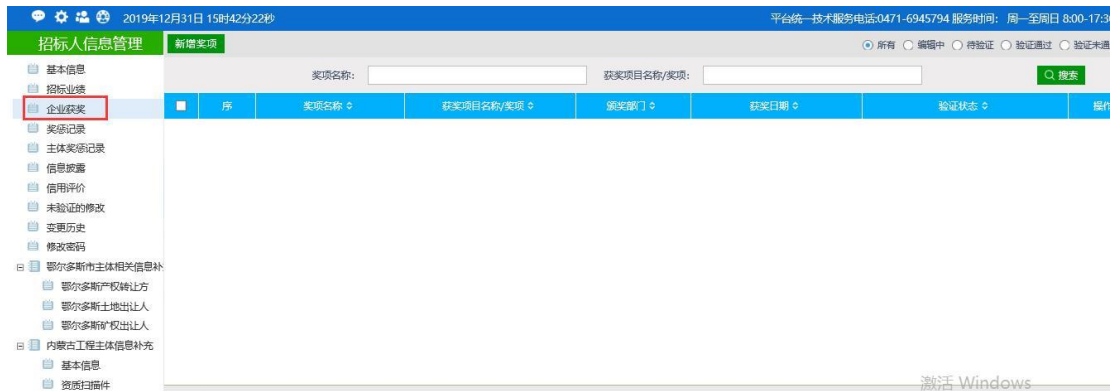 2019年12月31日 15时42分22秒
平台统一技术服务电话:0471-6945794 服务时间: 周一至周日 8:00-17:30
招标人信息管理
新增奖项
所有 编辑中 待验证 验证通过 验证未通
基本信息
奖项名称: 获奖项目名称/奖项: 搜索
招标业绩
企业获奖
序 奖项名称 获奖项目名称/奖项 颁奖部门 获奖日期 验证状态 操作
奖惩记录
主体奖惩记录
信息披露
信用评价
未验证的修改
变更历史
修改密码
鄂尔多斯市主体相关信息补
鄂尔多斯产权转让方
鄂尔多斯土地出让人
鄂尔多斯矿权出让人
内蒙古工程主体信息补充
基本信息
资质扫描件
激活 Windows